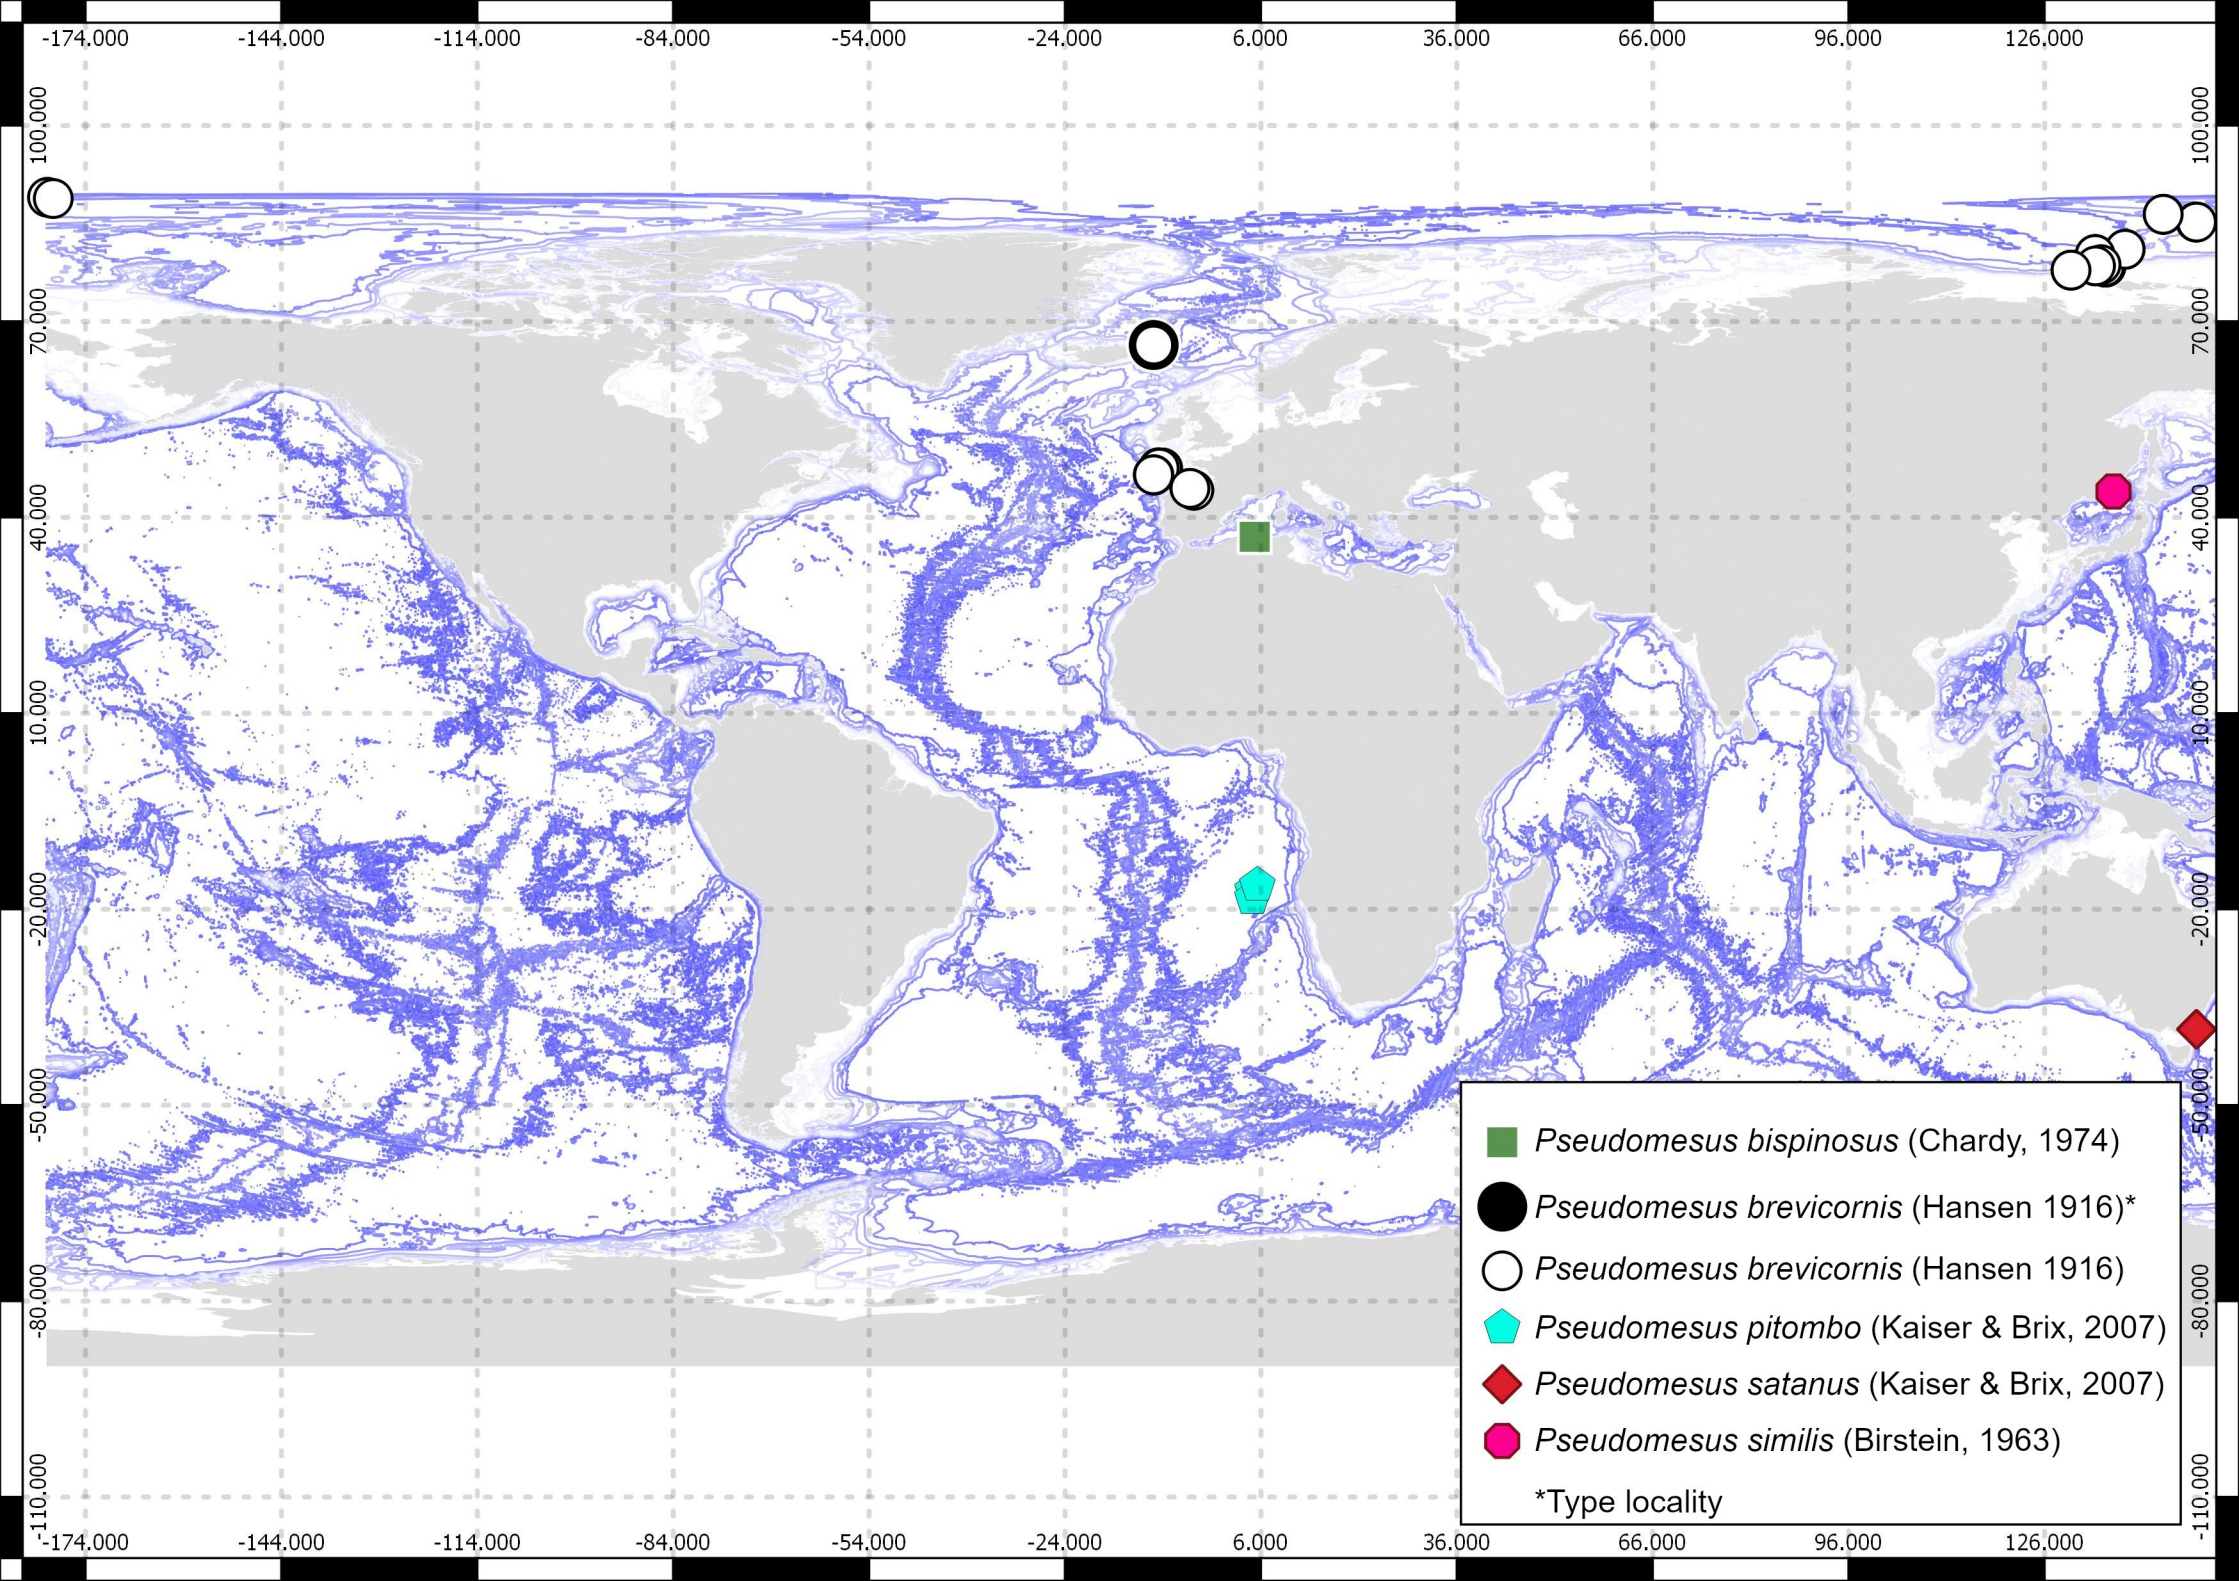 -174.000 -144.000 -114.000 -84.000 -54.000 -24.000 6.000 36.000 66.000 96.000 126.000
100.000 100.000
70.000 70.000
40.000 40.000
10.000 10.000
-20.000 -20.000
-50.000 -50.000
Pseudomesus bispinosus (Chardy, 1974)
Pseudomesus brevicornis (Hansen 1916)*
Pseudomesus brevicornis (Hansen 1916)
-80.000 -80.000
Pseudomesus pitombo (Kaiser & Brix, 2007)
Pseudomesus satanus (Kaiser & Brix, 2007)
Pseudomesus similis (Birstein, 1963)
*Type locality
-110.000 -110.000
-174.000 -144.000 -114.000 -84.000 -54.000 -24.000 6.000 36.000 66.000 96.000 126.000